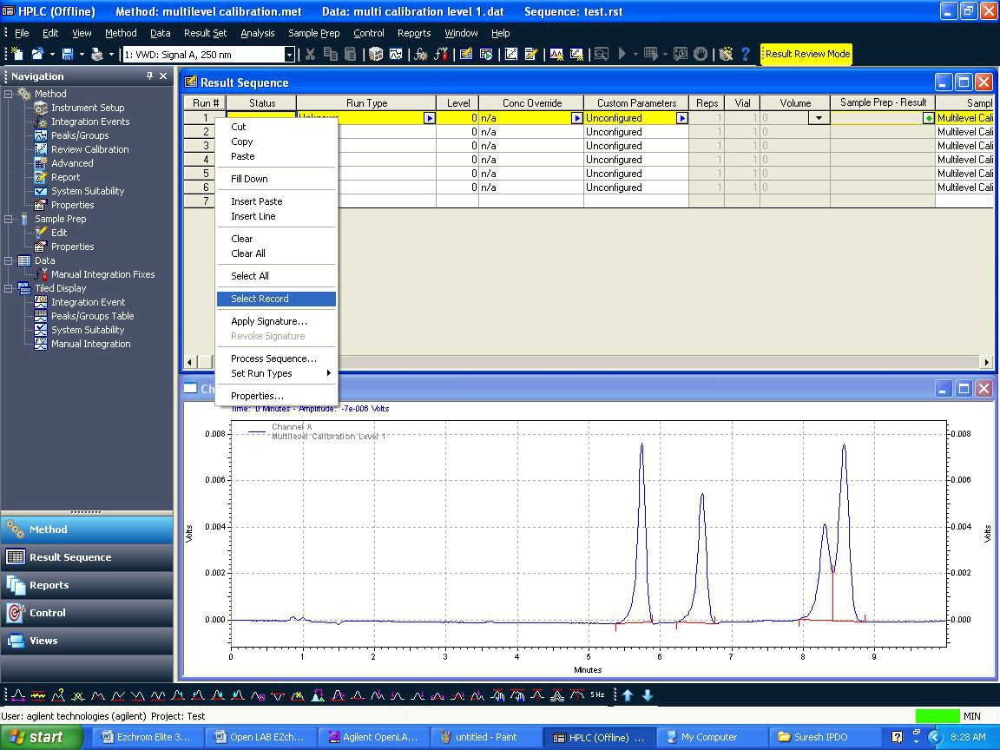 HPLC (Offline) Method: multilevel calibration.met Data: multi calibration level 1.dat Sequence: test.rst
File Edit View Method Data Result Set Analysis Sample Prep Control Reports Window Help
1: VWD: Signal A, 250 nm Result Review Mode
Navigation
Method
Instrument Setup
Integration Events
Peaks/Groups
Review Calibration
Advanced
Report
System Suitability
Properties
Sample Prep
Edit
Properties
Data
Manual Integration Fixes
Tiled Display
Integration Event
Peaks/Groups Table
System Suitability
Manual Integration
Method
Result Sequence
Reports
Control
Views
Result Sequence
Run # Status Run Type Level Conc Override Custom Parameters Reps Vial Volume Sample Prep - Result Sampl
1 Unknown 0 n/a Unconfigured 1 1 0 Multilevel Cali
2 0 n/a Unconfigured 1 1 0 Multilevel Cali
3 0 n/a Unconfigured 1 1 0 Multilevel Cali
4 0 n/a Unconfigured 1 1 0 Multilevel Cali
5 0 n/a Unconfigured 1 1 0 Multilevel Cali
6 0 n/a Unconfigured 1 1 0 Multilevel Cali
7
Cut
Copy
Paste
Fill Down
Insert Paste
Insert Line
Clear
Clear All
Select All
Select Record
Apply Signature...
Revoke Signature
Process Sequence...
Set Run Types
Properties...
Ch
Time: 0 Minutes - Amplitude: -7e-006 Volts
Channel A
Multilevel Calibration Level 1
0.008 0.008
0.006 0.006
0.004 0.004
Volts Volts
0.002 0.002
0.000 0.000
0 1 2 3 4 5 6 7 8 9
Minutes
5 Hz
User: agilent technologies (agilent) Project: Test MIN
start Ezchrom Elite 3... Open LAB EZch... Agilent OpenLA... untitled - Paint HPLC (Offline) ... My Computer Suresh IPDO 8:28 AM